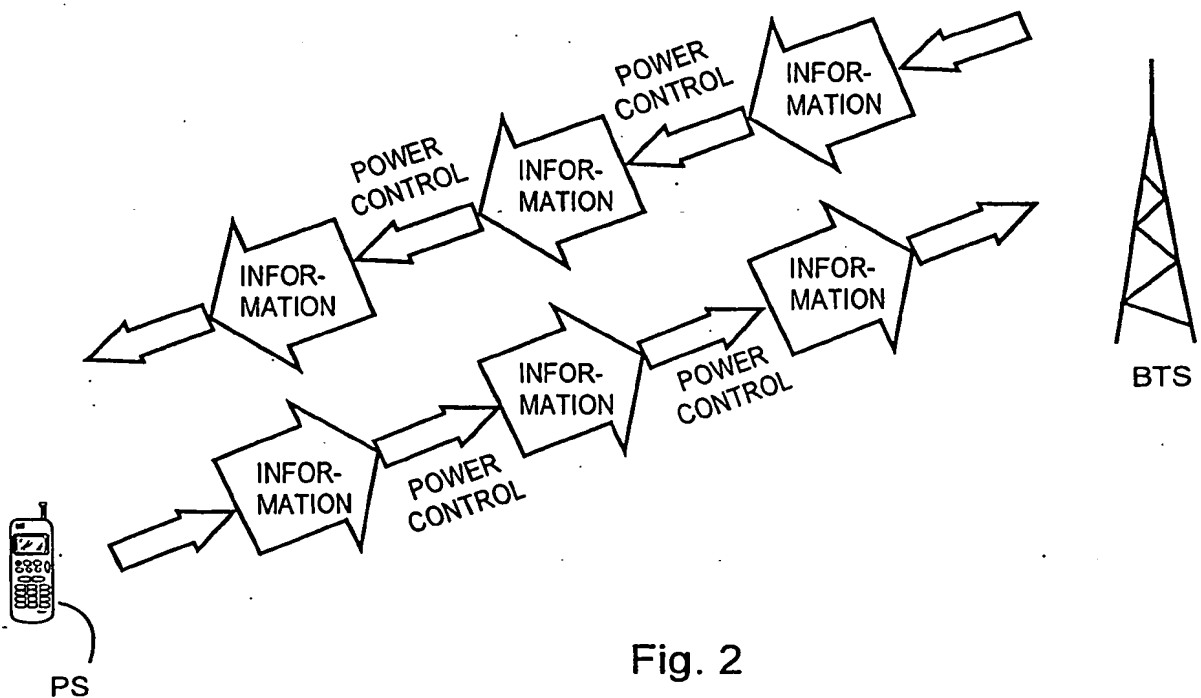 INFOR-
MATION
POWER
CONTROL
INFOR-
MATION
POWER
CONTROL
INFOR-
MATION
INFOR-
MATION
POWER
CONTROL
INFOR-
MATION
POWER
CONTROL
INFOR-
MATION
BTS
PS
Fig. 2